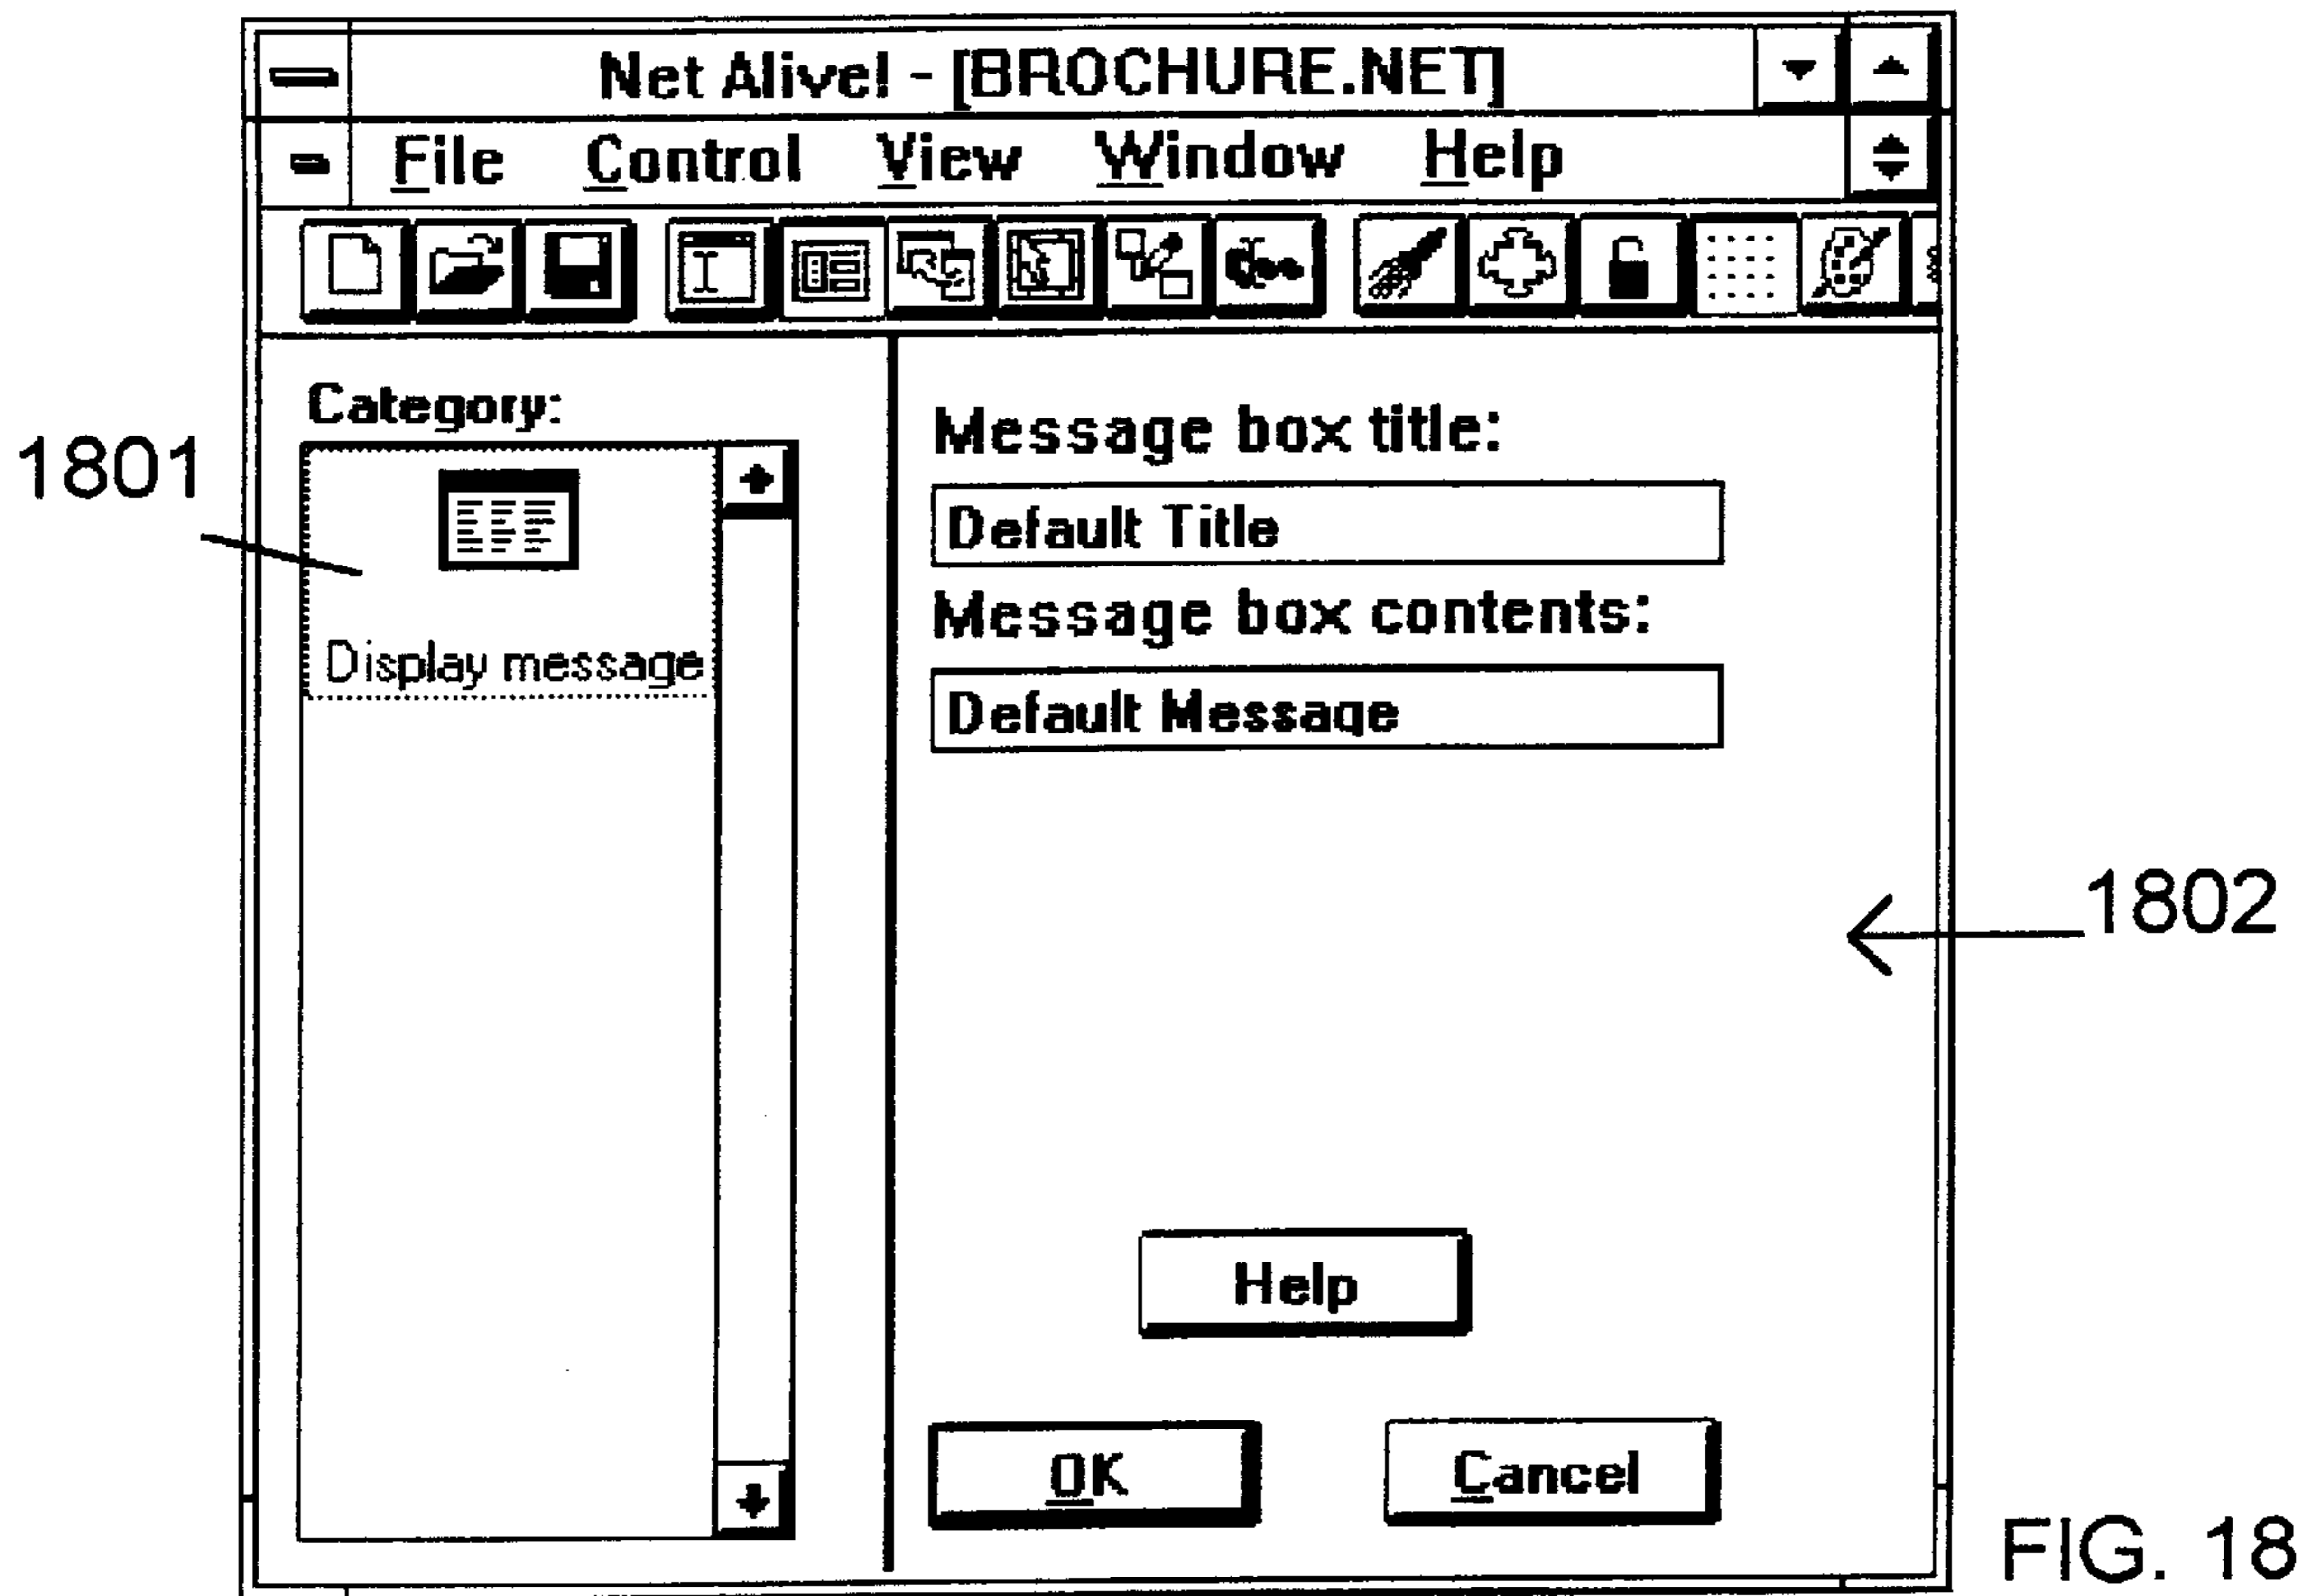 Net Alive! - [BROCHURE.NET]
File Control View Window Help
Category:
1801
Display message
Message box title:
Default Title
Message box contents:
Default Message
1802
Help
OK
Cancel
FIG. 18